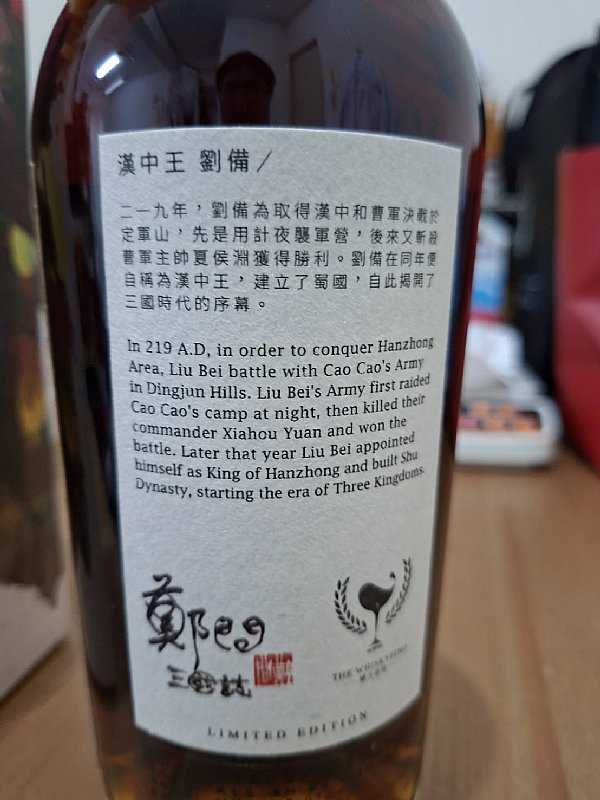 漢中王 劉備/
二一九年，劉備為取得漢中和曹軍決戰於
定軍山，先是用計夜襲軍營，後來又斬殺
曹軍主帥夏侯淵獲得勝利。劉備在同年便
自稱為漢中王，建立了蜀國，自此揭開了
三國時代的序幕。
In 219 A.D, in order to conquer Hanzhong
Area, Liu Bei battle with Cao Cao's Army
in Dingjun Hills. Liu Bei's Army first raided
Cao Cao's camp at night, then killed their
commander Xiahou Yuan and won the
battle. Later that year Liu Bei appointed
himself as King of Hanzhong and built Shu
Dynasty, starting the era of Three Kingdoms.
鄭
三國誌
THE WHISKYFIND
LIMITED EDITION